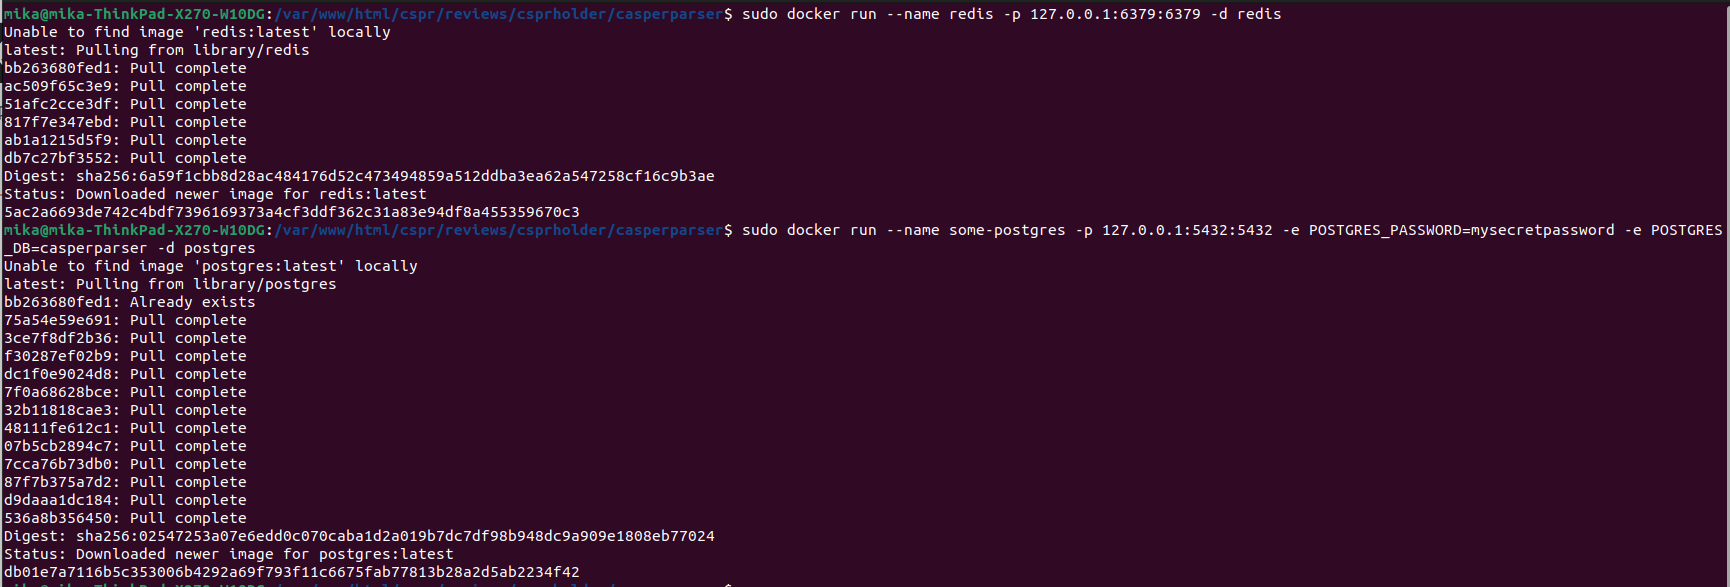 mika@mika-ThinkPad-X270-W10DG:/var/www/html/cspr/reviews/csprholder/casperparser$ sudo docker run --name redis -p 127.0.0.1:6379:6379 -d redis
Unable to find image 'redis:latest' locally
latest: Pulling from library/redis
bb263680fed1: Pull complete
ac509f65c3e9: Pull complete
51afc2cce3df: Pull complete
817f7e347ebd: Pull complete
ab1a1215d5f9: Pull complete
db7c27bf3552: Pull complete
Digest: sha256:6a59f1cbb8d28ac484176d52c473494859a512ddba3ea62a547258cf16c9b3ae
Status: Downloaded newer image for redis:latest
5ac2a6693de742c4bdf7396169373a4cf3ddf362c31a83e94df8a455359670c3
mika@mika-ThinkPad-X270-W10DG:/var/www/html/cspr/reviews/csprholder/casperparser$ sudo docker run --name some-postgres -p 127.0.0.1:5432:5432 -e POSTGRES_PASSWORD=mysecretpassword -e POSTGRES
_DB=casperparser -d postgres
Unable to find image 'postgres:latest' locally
latest: Pulling from library/postgres
bb263680fed1: Already exists
75a54e59e691: Pull complete
3ce7f8df2b36: Pull complete
f30287ef02b9: Pull complete
dc1f0e9024d8: Pull complete
7f0a68628bce: Pull complete
32b11818cae3: Pull complete
48111fe612c1: Pull complete
07b5cb2894c7: Pull complete
7cca76b73db0: Pull complete
87f7b375a7d2: Pull complete
d9daaa1dc184: Pull complete
536a8b356450: Pull complete
Digest: sha256:02547253a07e6edd0c070caba1d2a019b7dc7df98b948dc9a909e1808eb77024
Status: Downloaded newer image for postgres:latest
db01e7a7116b5c353006b4292a69f793f11c6675fab77813b28a2d5ab2234f42